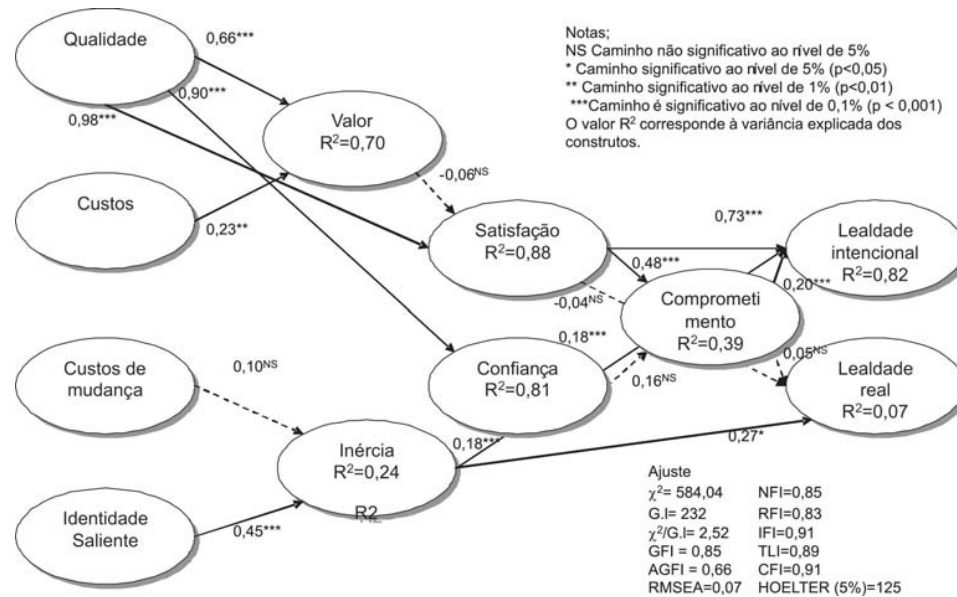 Qualidade
0,66***
0,90***
0,98***
Notas;
NS Caminho não significativo ao nível de 5%
* Caminho significativo ao nível de 5% (p<0,05)
** Caminho significativo ao nível de 1% (p<0,01)
***Caminho é significativo ao nível de 0,1% (p < 0,001)
O valor R² corresponde à variância explicada dos
construtos.
Valor
R²=0,70
-0,06NS
Custos
0,23**
Satisfação
R²=0,88
0,73***
Lealdade
intencional
R²=0,82
0,48***
0,20***
-0,04NS
Comprometi
mento
R²=0,39
0,18***
0,05NS
Custos de
mudança
0,10NS
Confiança
R²=0,81
0,16NS
Lealdade
real
R²=0,07
Inércia
R²=0,24
R2
0,18***
0,27*
Identidade
Saliente
0,45***
Ajuste
χ²= 584,04 NFI=0,85
G.I= 232 RFI=0,83
χ²/G.I= 2,52 IFI=0,91
GFI = 0,85 TLI=0,89
AGFI = 0,66 CFI=0,91
RMSEA=0,07 HOELTER (5%)=125